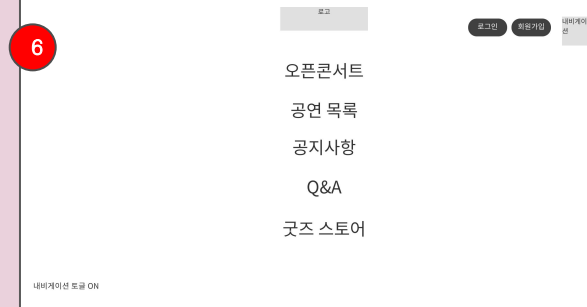 로고
로그인
회원가입
내비게이
션
6
오픈콘서트
공연 목록
공지사항
Q&A
굿즈 스토어
내비게이션 토글 ON